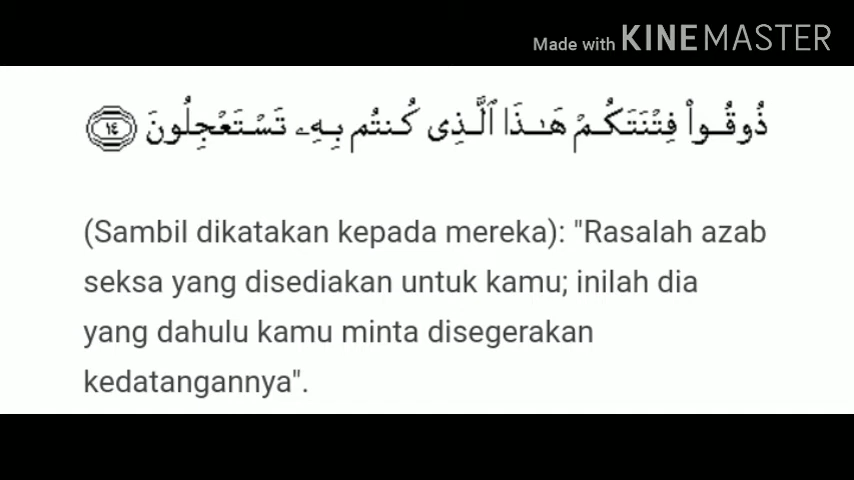 Made with KINEMASTER
ذُوقُوا۟ فِتْنَتَكُمْ هَـٰذَا ٱلَّذِى كُنتُم بِهِۦ تَسْتَعْجِلُونَ ١٤
(Sambil dikatakan kepada mereka): "Rasalah azab
seksa yang disediakan untuk kamu; inilah dia
yang dahulu kamu minta disegerakan
kedatangannya".